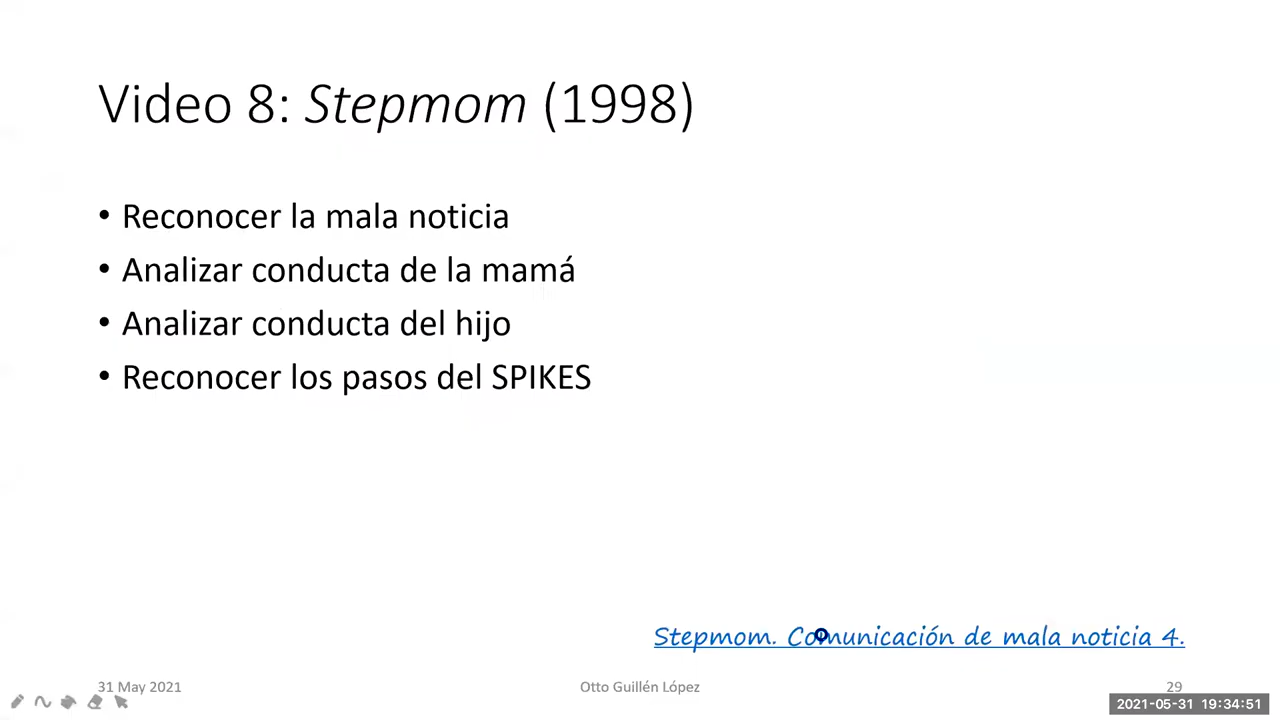 Video 8: Stepmom (1998)
• Reconocer la mala noticia
• Analizar conducta de la mamá
• Analizar conducta del hijo
• Reconocer los pasos del SPIKES
Stepmom. Comunicación de mala noticia 4.
31 May 2021
Otto Guillén López
29
2021-05-31 19:34:51